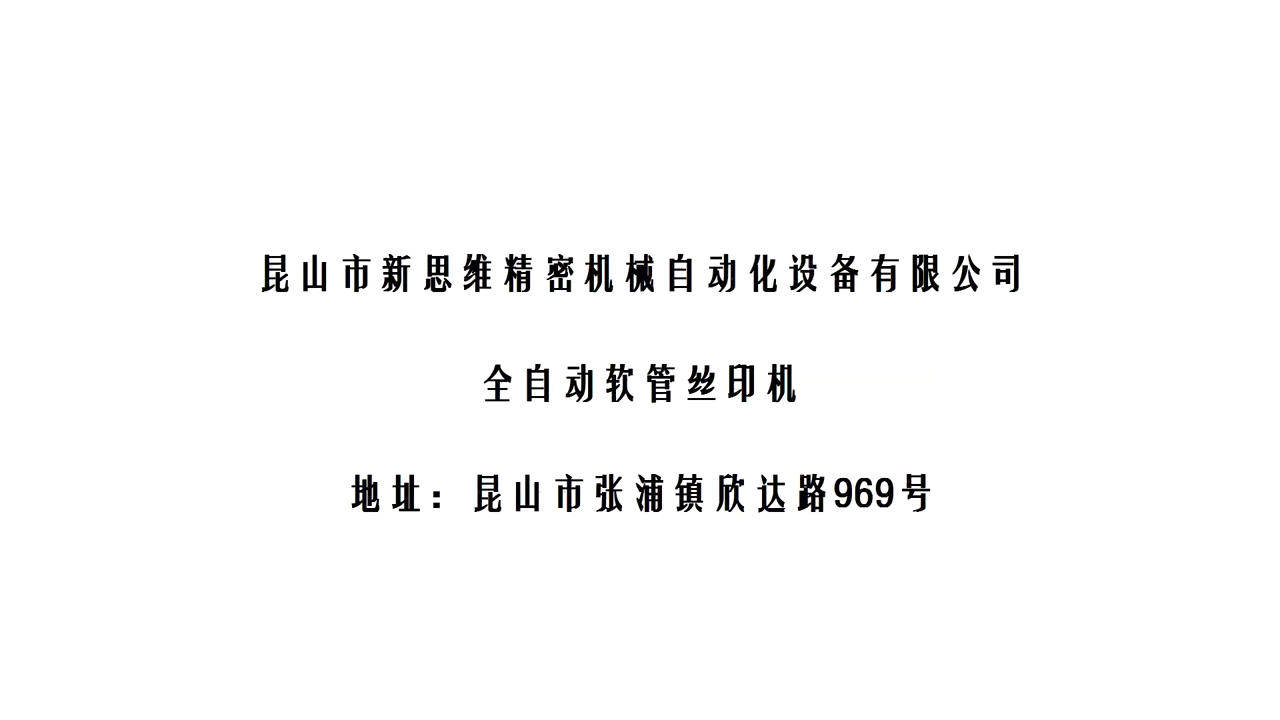 昆山市新思维精密机械自动化设备有限公司
全自动软管丝印机
地址：昆山市张浦镇欣达路969号